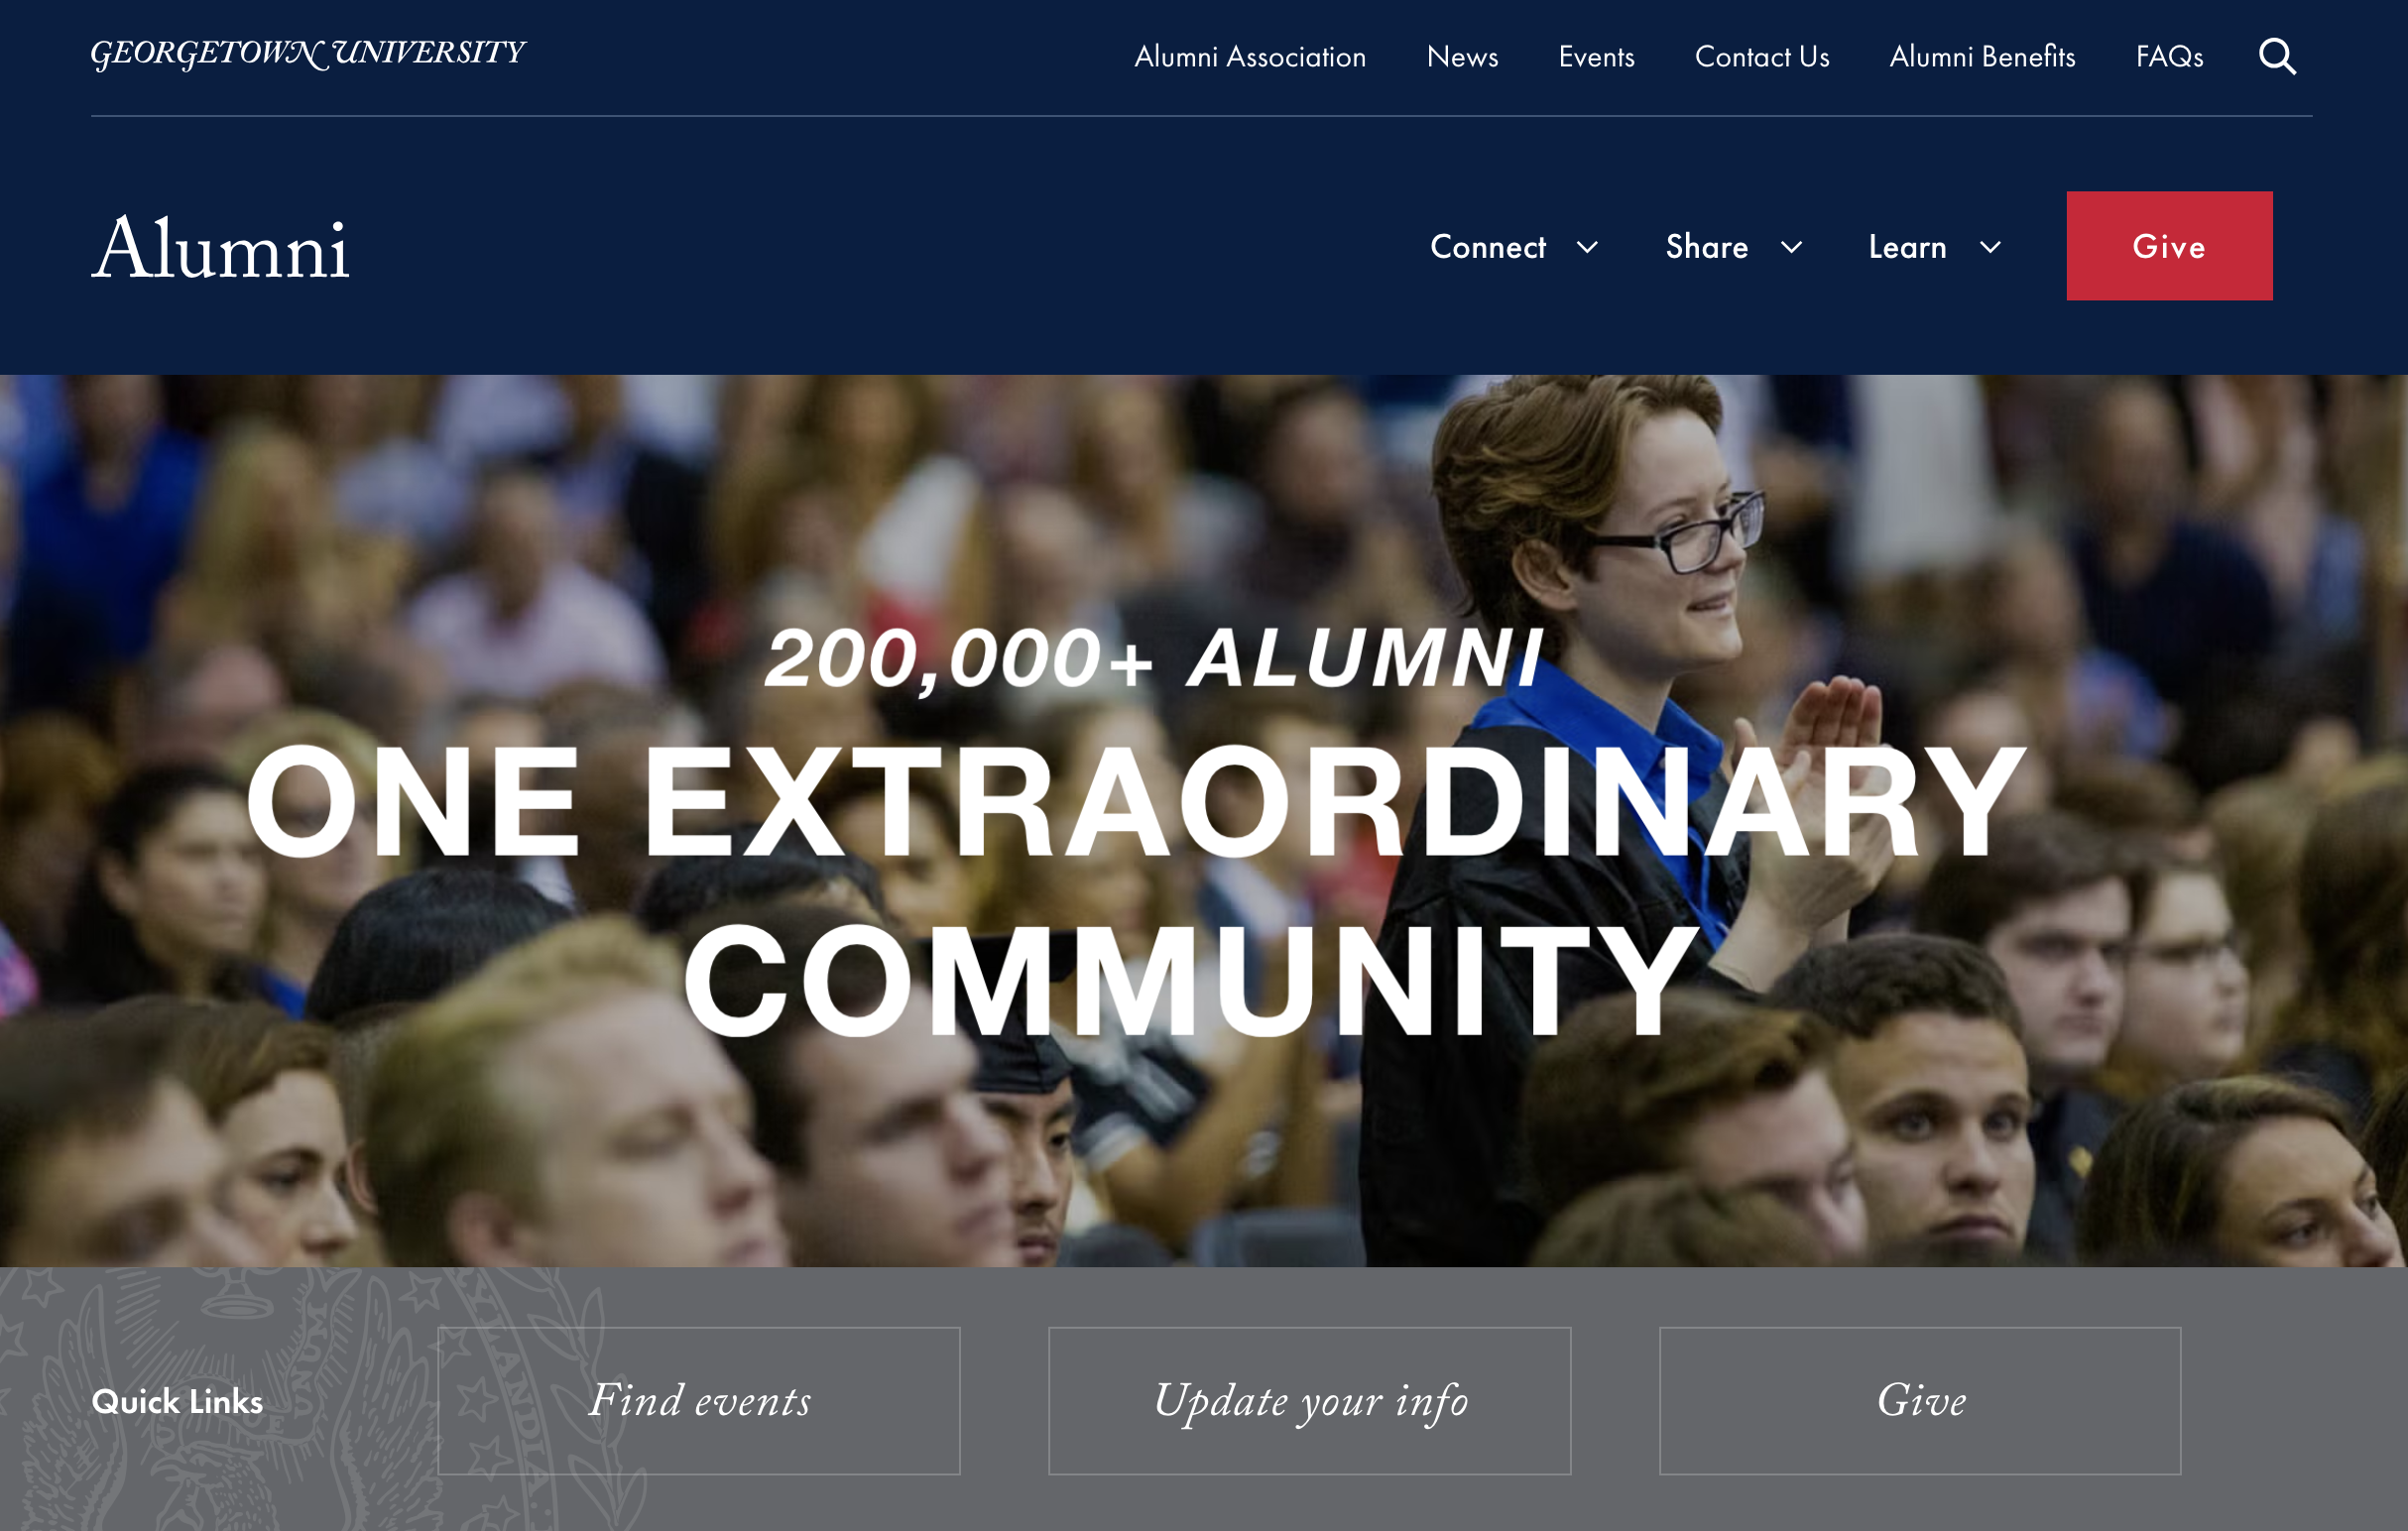 GEORGETOWN UNIVERSITY
Alumni Association News Events Contact Us Alumni Benefits FAQs
Alumni
Connect Share Learn Give
200,000+ ALUMNI
ONE EXTRAORDINARY
COMMUNITY
Quick Links Find events Update your info Give